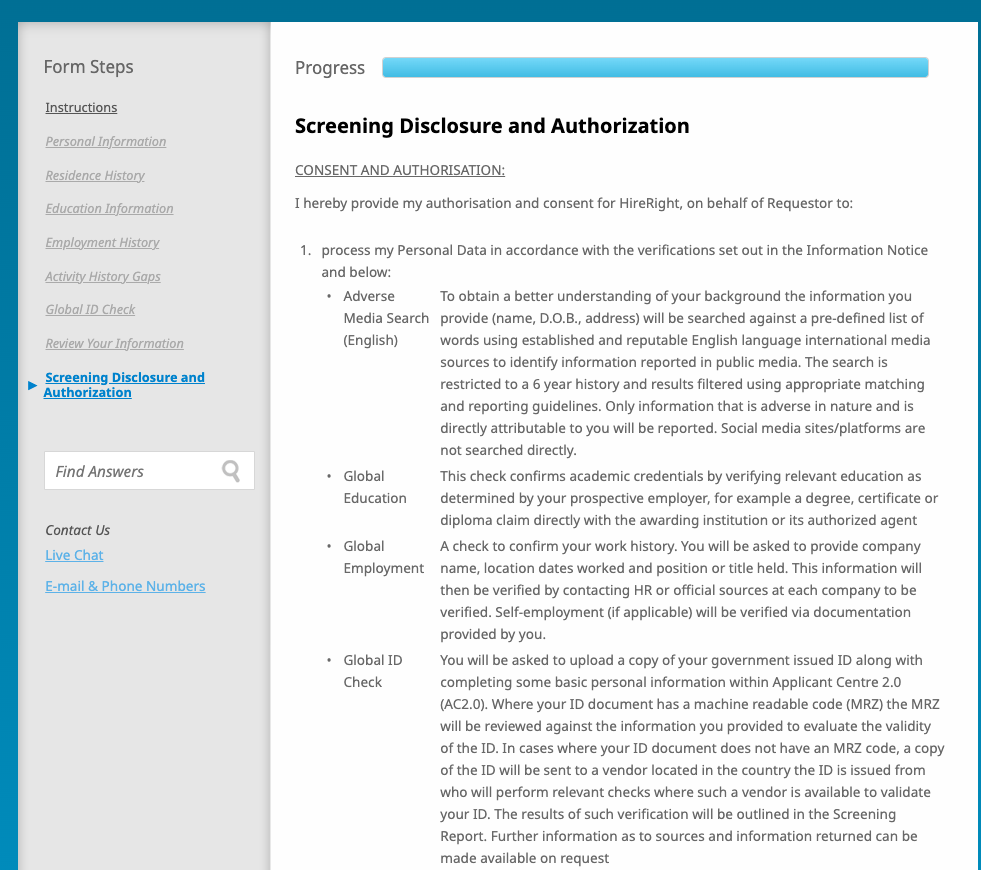 Form Steps
Instructions
Personal Information
Residence History
Education Information
Employment History
Activity History Gaps
Global ID Check
Review Your Information
▶ Screening Disclosure and
Authorization
Find Answers
Contact Us
Live Chat
E-mail & Phone Numbers
Progress
Screening Disclosure and Authorization
CONSENT AND AUTHORISATION:
I hereby provide my authorisation and consent for HireRight, on behalf of Requestor to:
1. process my Personal Data in accordance with the verifications set out in the Information Notice
and below:
• Adverse
Media Search
(English)
To obtain a better understanding of your background the information you
provide (name, D.O.B., address) will be searched against a pre-defined list of
words using established and reputable English language international media
sources to identify information reported in public media. The search is
restricted to a 6 year history and results filtered using appropriate matching
and reporting guidelines. Only information that is adverse in nature and is
directly attributable to you will be reported. Social media sites/platforms are
not searched directly.
• Global
Education
This check confirms academic credentials by verifying relevant education as
determined by your prospective employer, for example a degree, certificate or
diploma claim directly with the awarding institution or its authorized agent
• Global
Employment
A check to confirm your work history. You will be asked to provide company
name, location dates worked and position or title held. This information will
then be verified by contacting HR or official sources at each company to be
verified. Self-employment (if applicable) will be verified via documentation
provided by you.
• Global ID
Check
You will be asked to upload a copy of your government issued ID along with
completing some basic personal information within Applicant Centre 2.0
(AC2.0). Where your ID document has a machine readable code (MRZ) the MRZ
will be reviewed against the information you provided to evaluate the validity
of the ID. In cases where your ID document does not have an MRZ code, a copy
of the ID will be sent to a vendor located in the country the ID is issued from
who will perform relevant checks where such a vendor is available to validate
your ID. The results of such verification will be outlined in the Screening
Report. Further information as to sources and information returned can be
made available on request